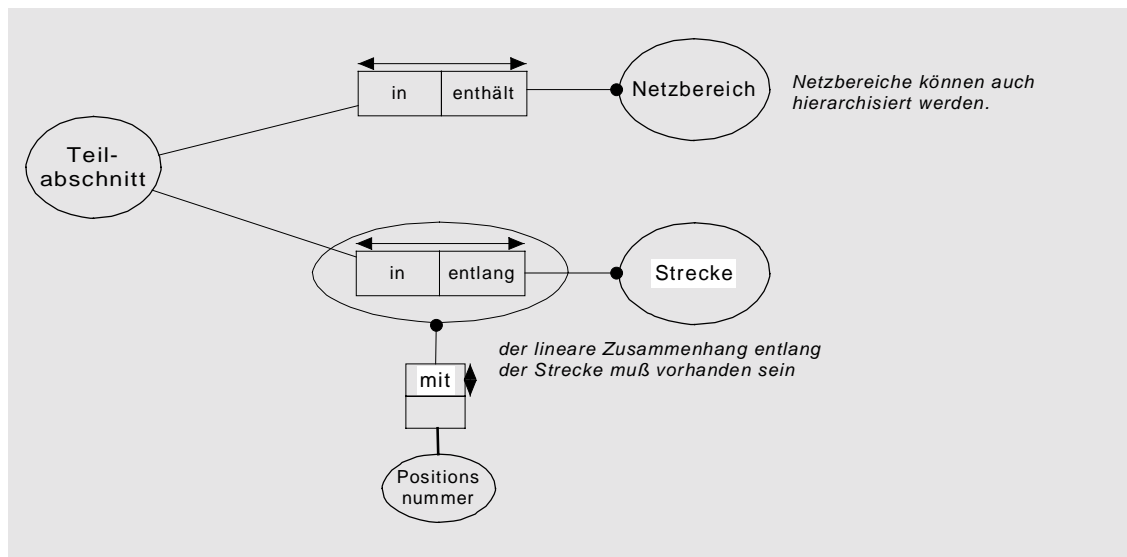 in enthält
Netzbereich
Netzbereiche können auch
hierarchisiert werden.
Teil-
abschnitt
in entlang
Strecke
der lineare Zusammenhang entlang
der Strecke muß vorhanden sein
mit
Positions
nummer